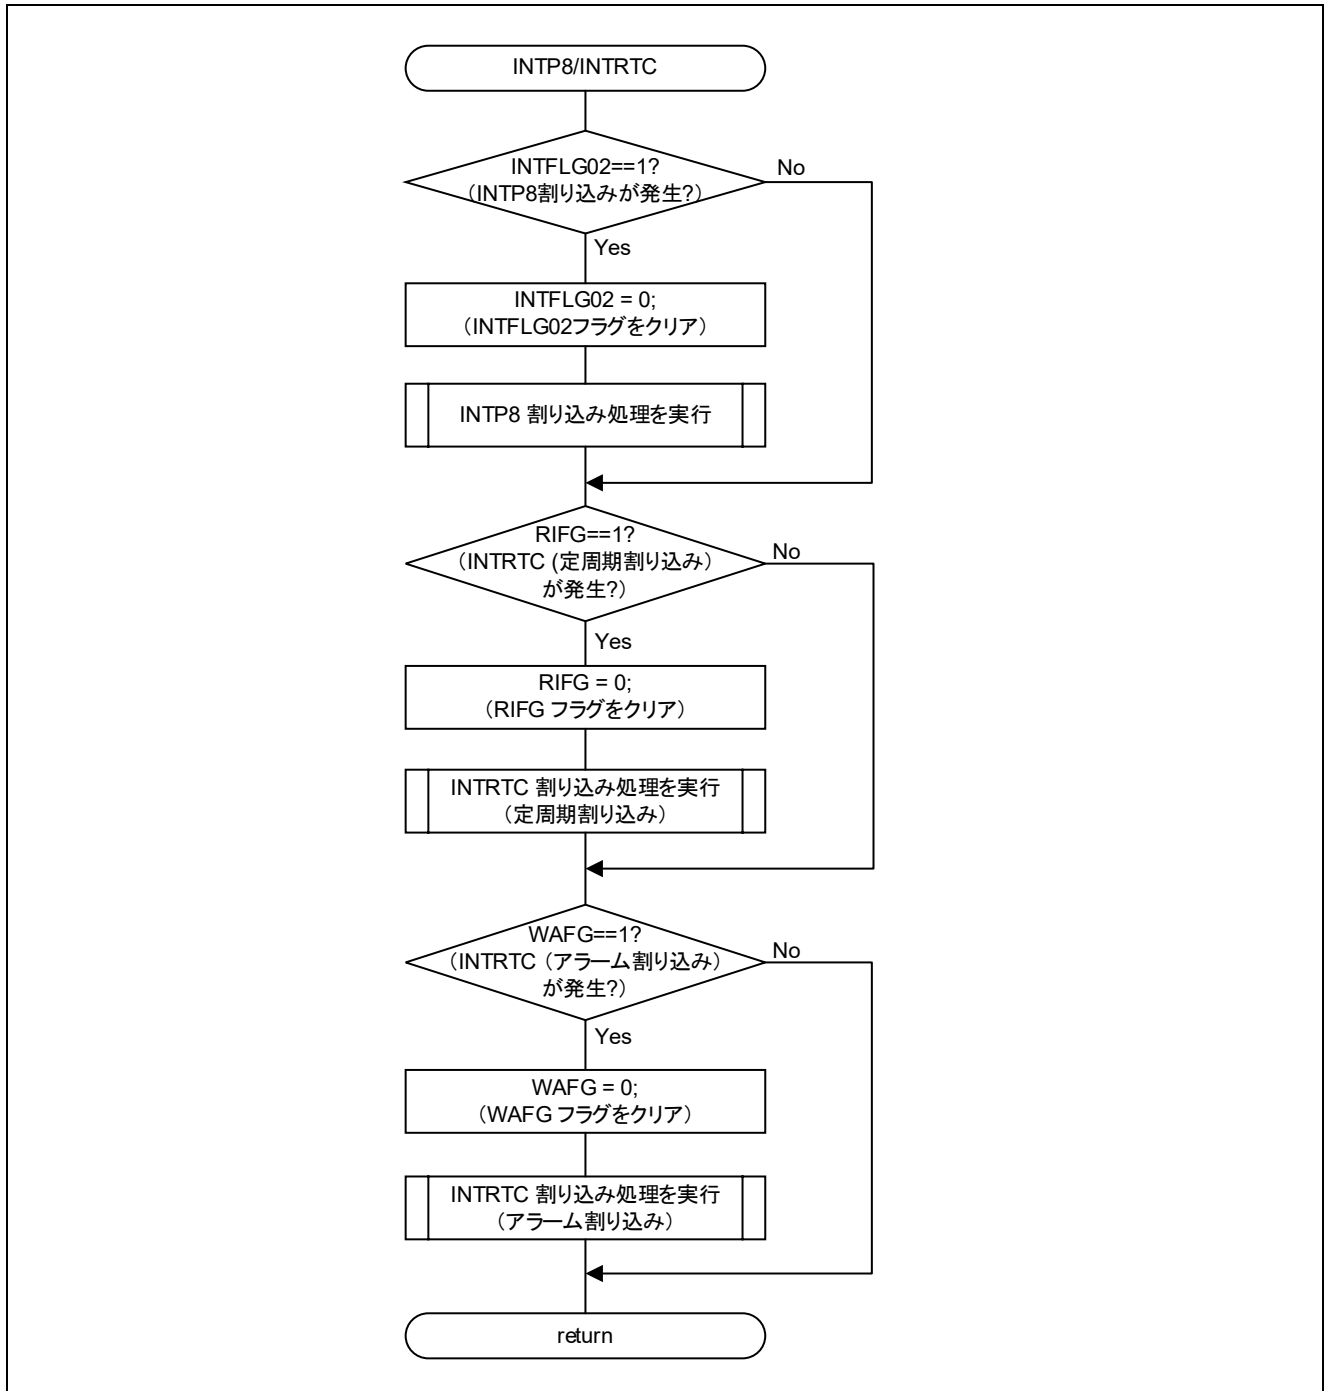 INTP8/INTRTC
INTFLG02==1?
（INTP8割り込みが発生?）
No
Yes
INTFLG02 = 0;
（INTFLG02フラグをクリア）
INTP8 割り込み処理を実行
RIFG==1?
（INTRTC (定周期割り込み）
が発生?）
No
Yes
RIFG = 0;
（RIFG フラグをクリア）
INTRTC 割り込み処理を実行
（定周期割り込み）
WAFG==1?
（INTRTC （アラーム割り込み）
が発生?）
No
Yes
WAFG = 0;
（WAFG フラグをクリア）
INTRTC 割り込み処理を実行
（アラーム割り込み）
return